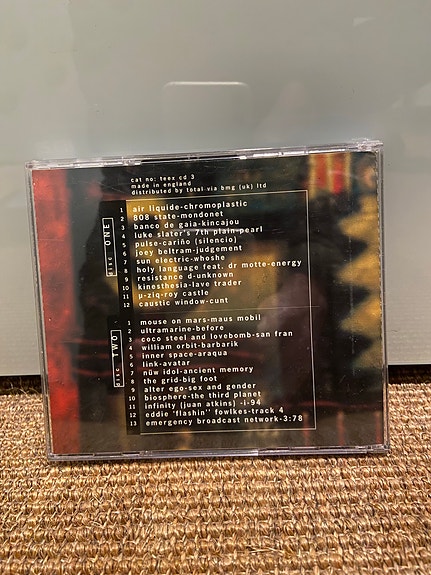 cat no: teex cd 3
made in england
distributed by total via bmg (uk) ltd
disc ONE
1 air liquide-chromoplastic
2 808 state-mondonet
3 banco de gaia-kincajou
4 luke slater's 7th plain-pearl
5 pulse-cariño (silencio)
6 joey beltram-judgement
7 sun electric-whoshe
8 holy language feat. dr motte-energy
9 resistance d-unknown
10 kinesthesia-lave trader
11 µ-ziq-roy castle
12 caustic window-cunt
disc TWO
1 mouse on mars-maus mobil
2 ultramarine-before
3 coco steel and lovebomb-san fran
4 william orbit-barbarik
5 inner space-araqua
6 link-avatar
7 nüw idol-ancient memory
8 the grid-big foot
9 alter ego-sex and gender
10 biosphere-the third planet
11 infinity (juan atkins) -i-94
12 eddie 'flashin'' fowlkes-track 4
13 emergency broadcast network-3:78